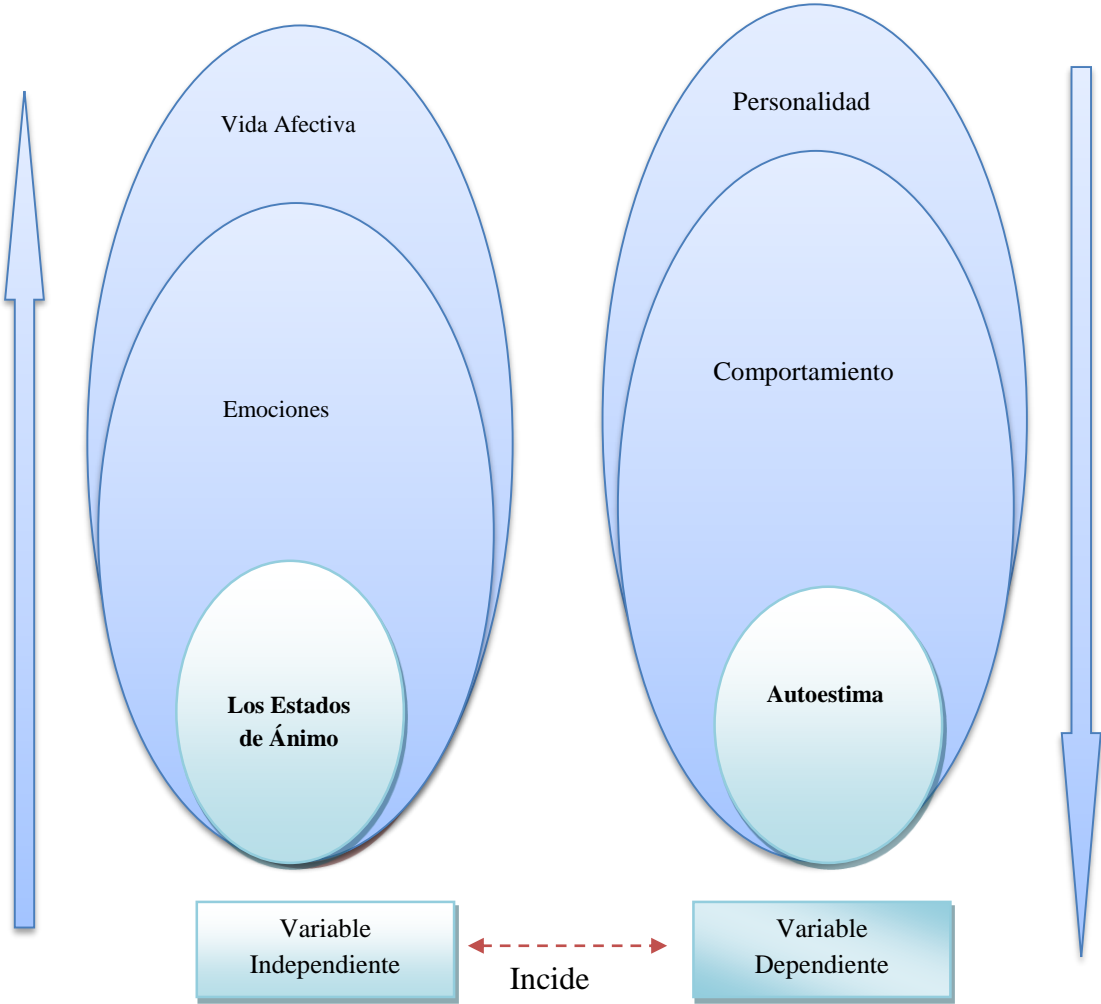 Vida Afectiva
Emociones
Los Estados
de Ánimo
Personalidad
Comportamiento
Autoestima
Variable
Independiente
Incide
Variable
Dependiente